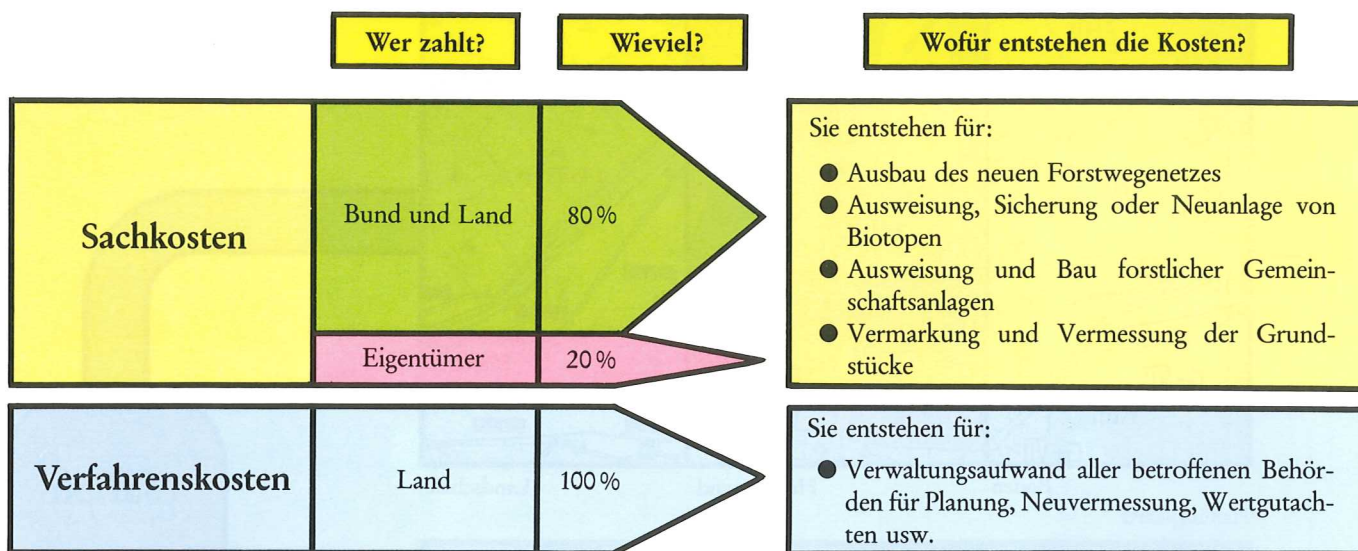 Wer zahlt?
Wieviel?
Wofür entstehen die Kosten?
Sachkosten
Bund und Land
80 %
Eigentümer
20 %
Sie entstehen für:
● Ausbau des neuen Forstwegenetzes
● Ausweisung, Sicherung oder Neuanlage von
Biotopen
● Ausweisung und Bau forstlicher Gemein-
schaftsanlagen
● Vermarkung und Vermessung der Grund-
stücke
Verfahrenskosten
Land
100 %
Sie entstehen für:
● Verwaltungsaufwand aller betroffenen Behör-
den für Planung, Neuvermessung, Wertgutach-
ten usw.